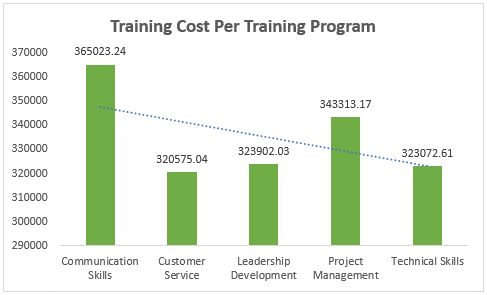 Training Cost Per Training Program
370000
360000
350000
340000
330000
320000
310000
300000
290000
365023.24
320575.04
323902.03
343313.17
323072.61
Communication
Skills
Customer
Service
Leadership
Development
Project
Management
Technical Skills